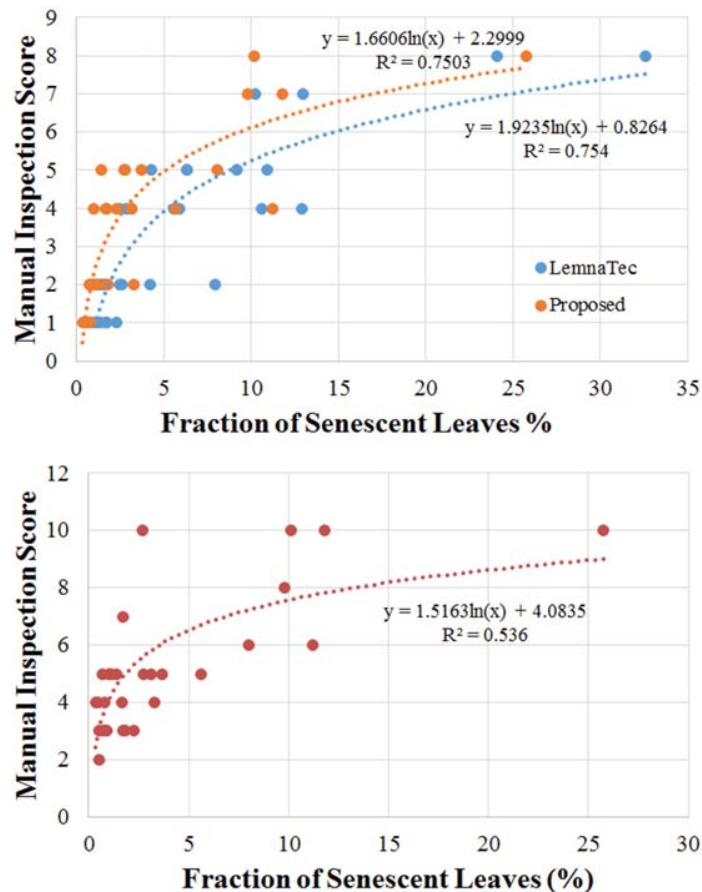 9
8
7
6
5
4
3
2
1
0
Manual Inspection Score
y = 1.6606ln(x) + 2.2999
R² = 0.7503
y = 1.9235ln(x) + 0.8264
R² = 0.754
LemnaTec
Proposed
0 5 10 15 20 25 30 35
Fraction of Senescent Leaves %
12
10
8
6
4
2
0
Manual Inspection Score
y = 1.5163ln(x) + 4.0835
R² = 0.536
0 5 10 15 20 25 30
Fraction of Senescent Leaves (%)